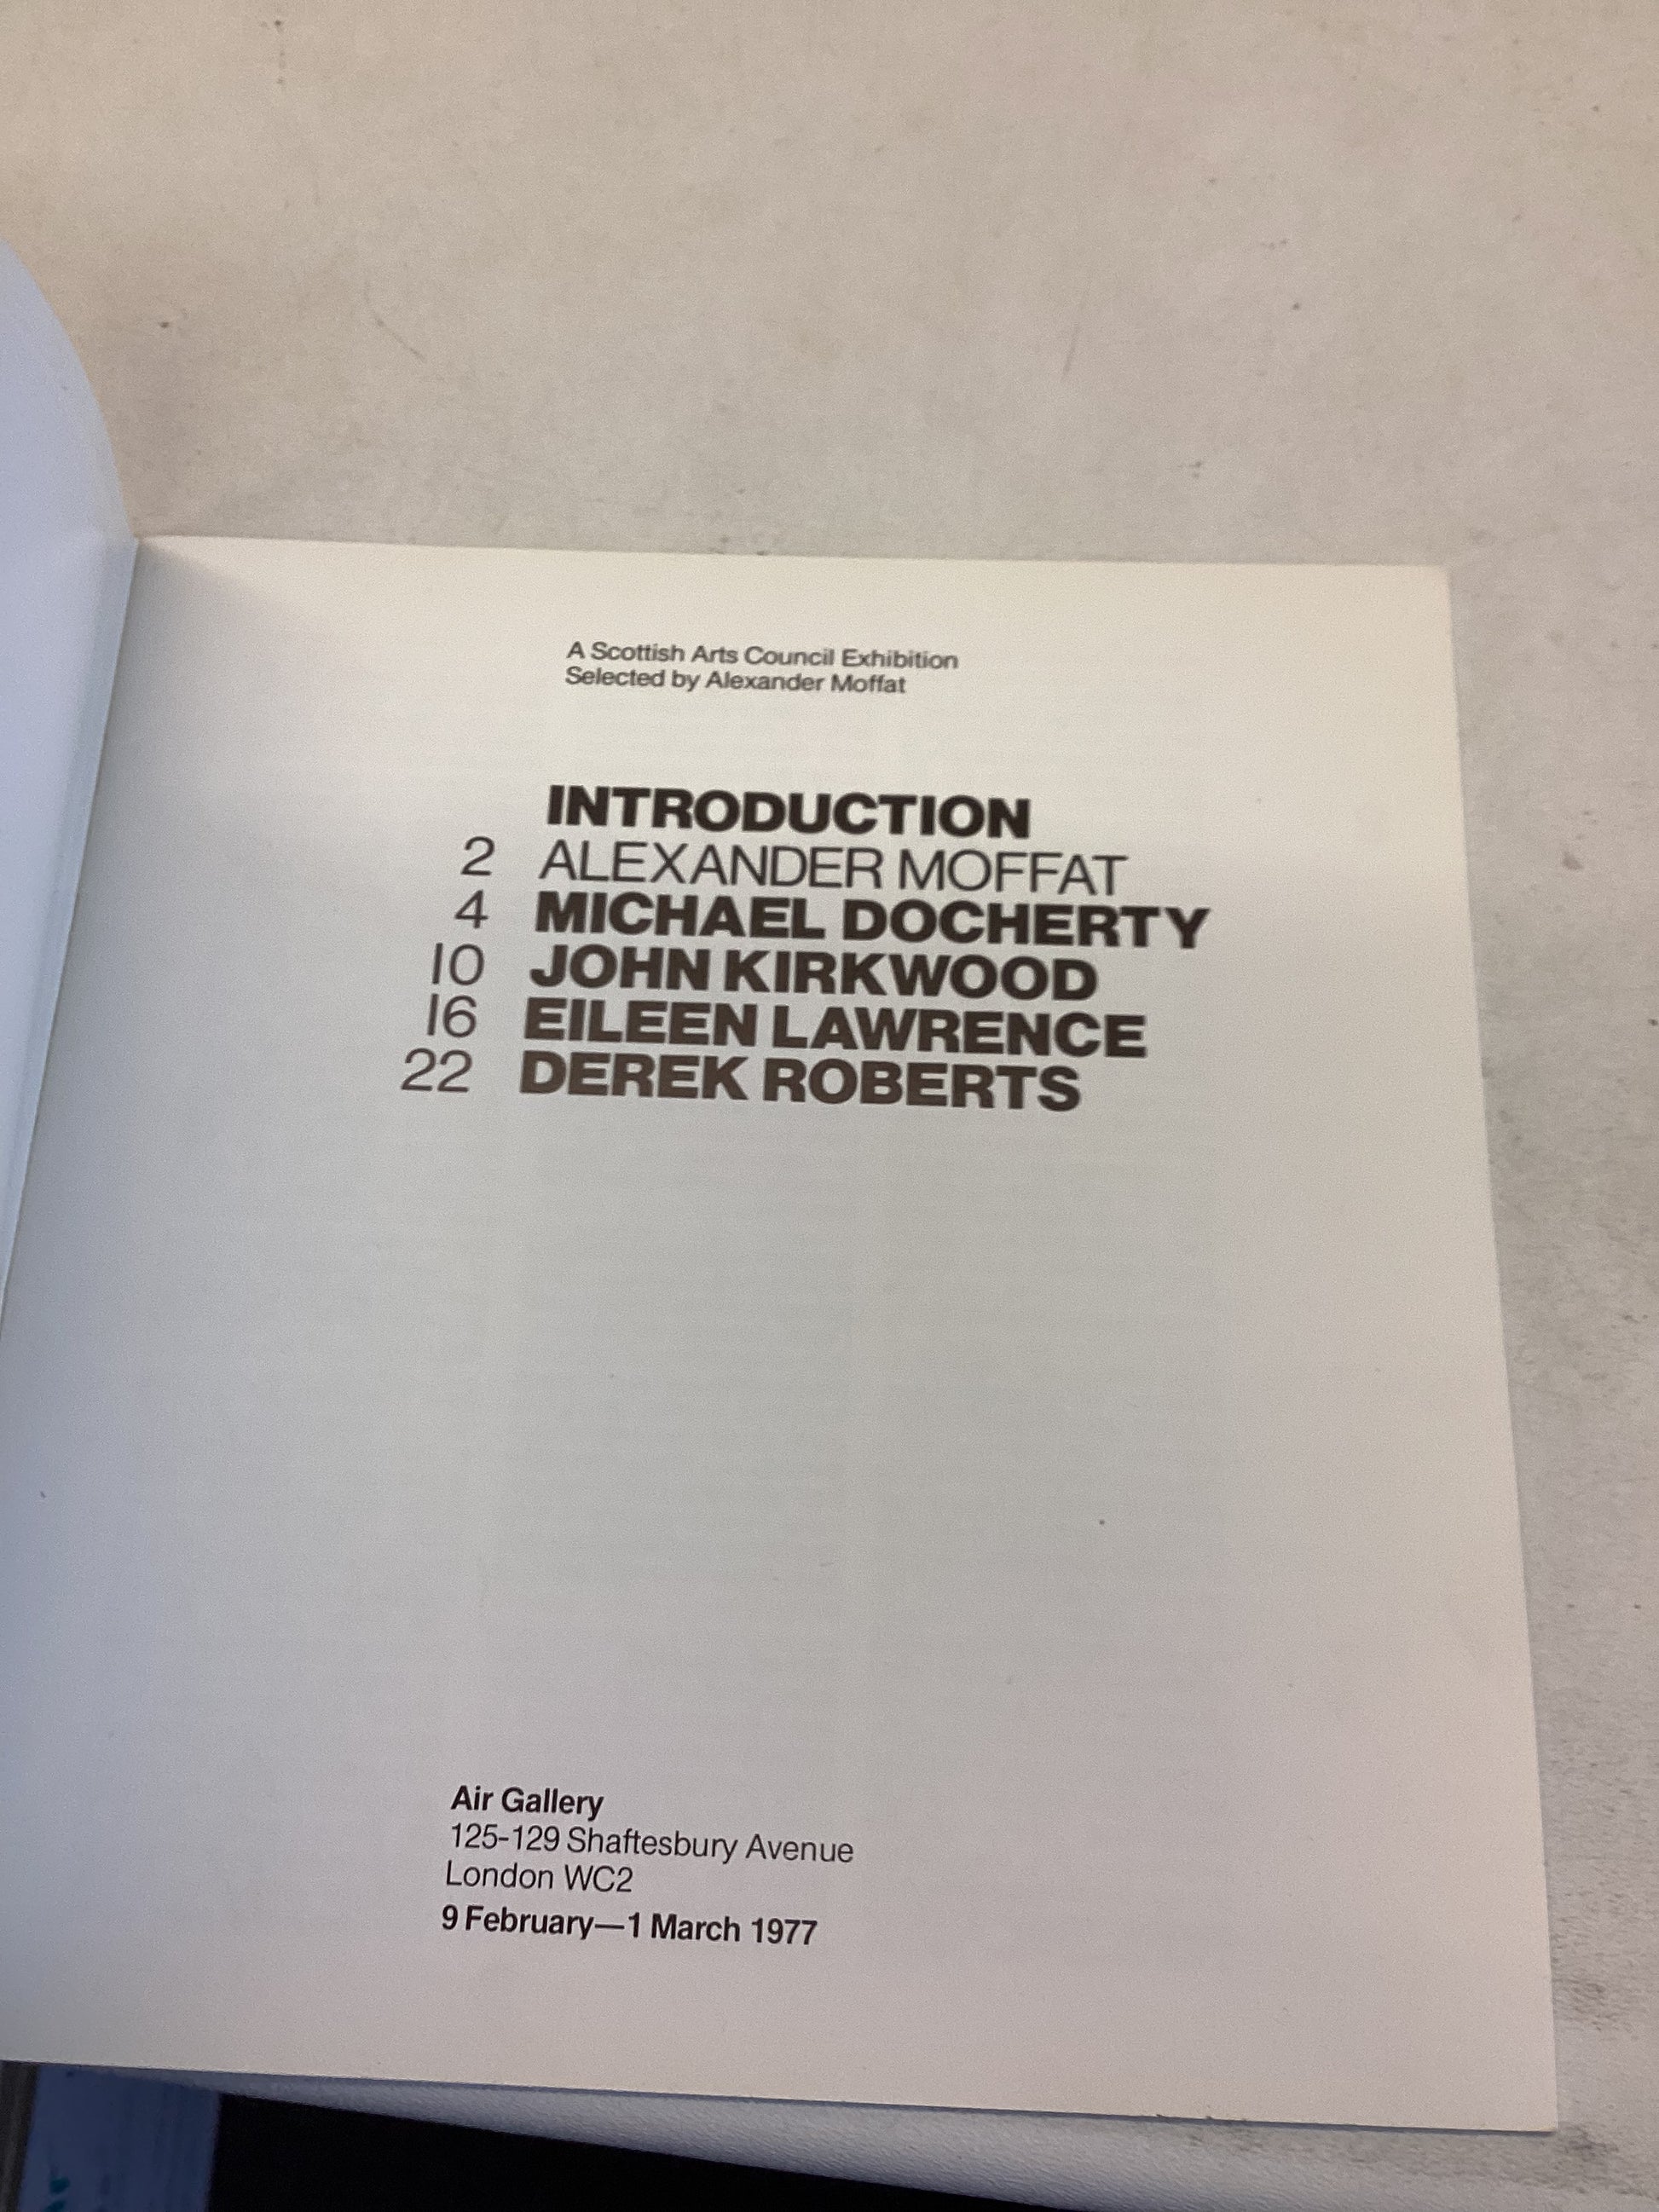 A Scottish Arts Council Exhibition
Selected by Alexander Moffat
INTRODUCTION
2 ALEXANDER MOFFAT
4 MICHAEL DOCHERTY
10 JOHN KIRKWOOD
16 EILEEN LAWRENCE
22 DEREK ROBERTS
Air Gallery
125-129 Shaftesbury Avenue
London WC2
9 February—1 March 1977